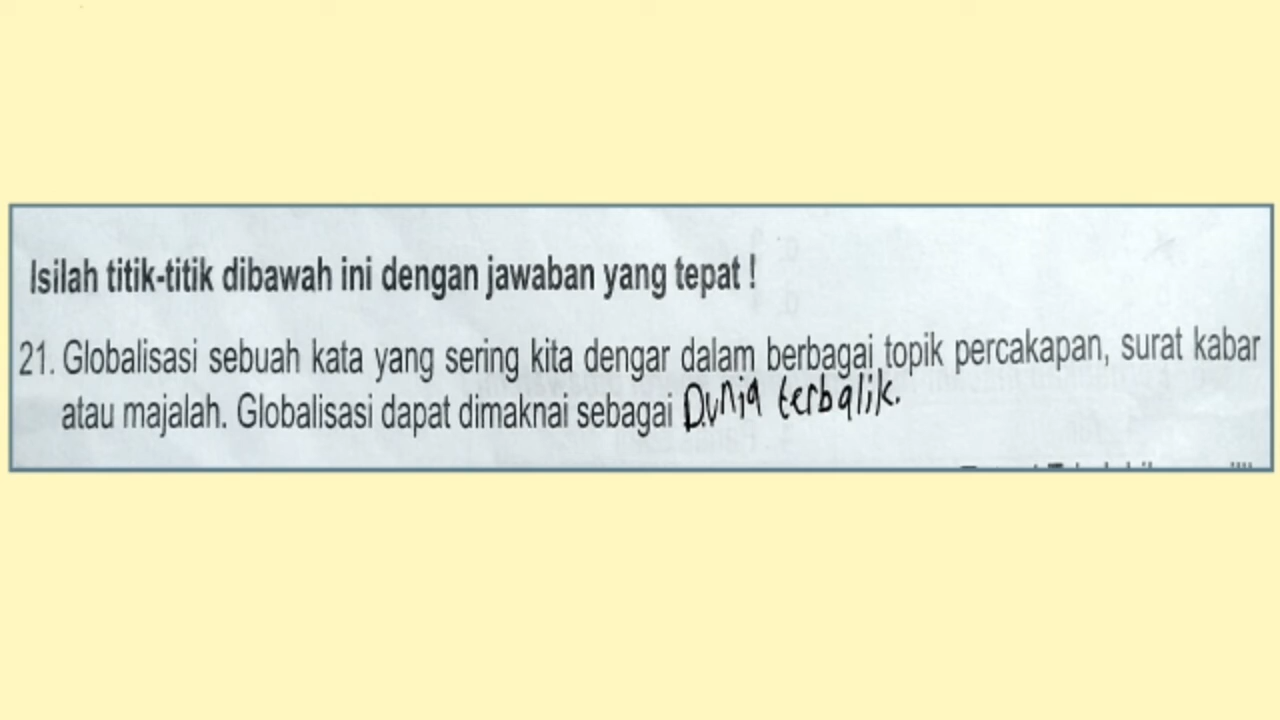 Isilah titik-titik dibawah ini dengan jawaban yang tepat !
21. Globalisasi sebuah kata yang sering kita dengar dalam berbagai topik percakapan, surat kabar
atau majalah. Globalisasi dapat dimaknai sebagai Dunia terbalik.